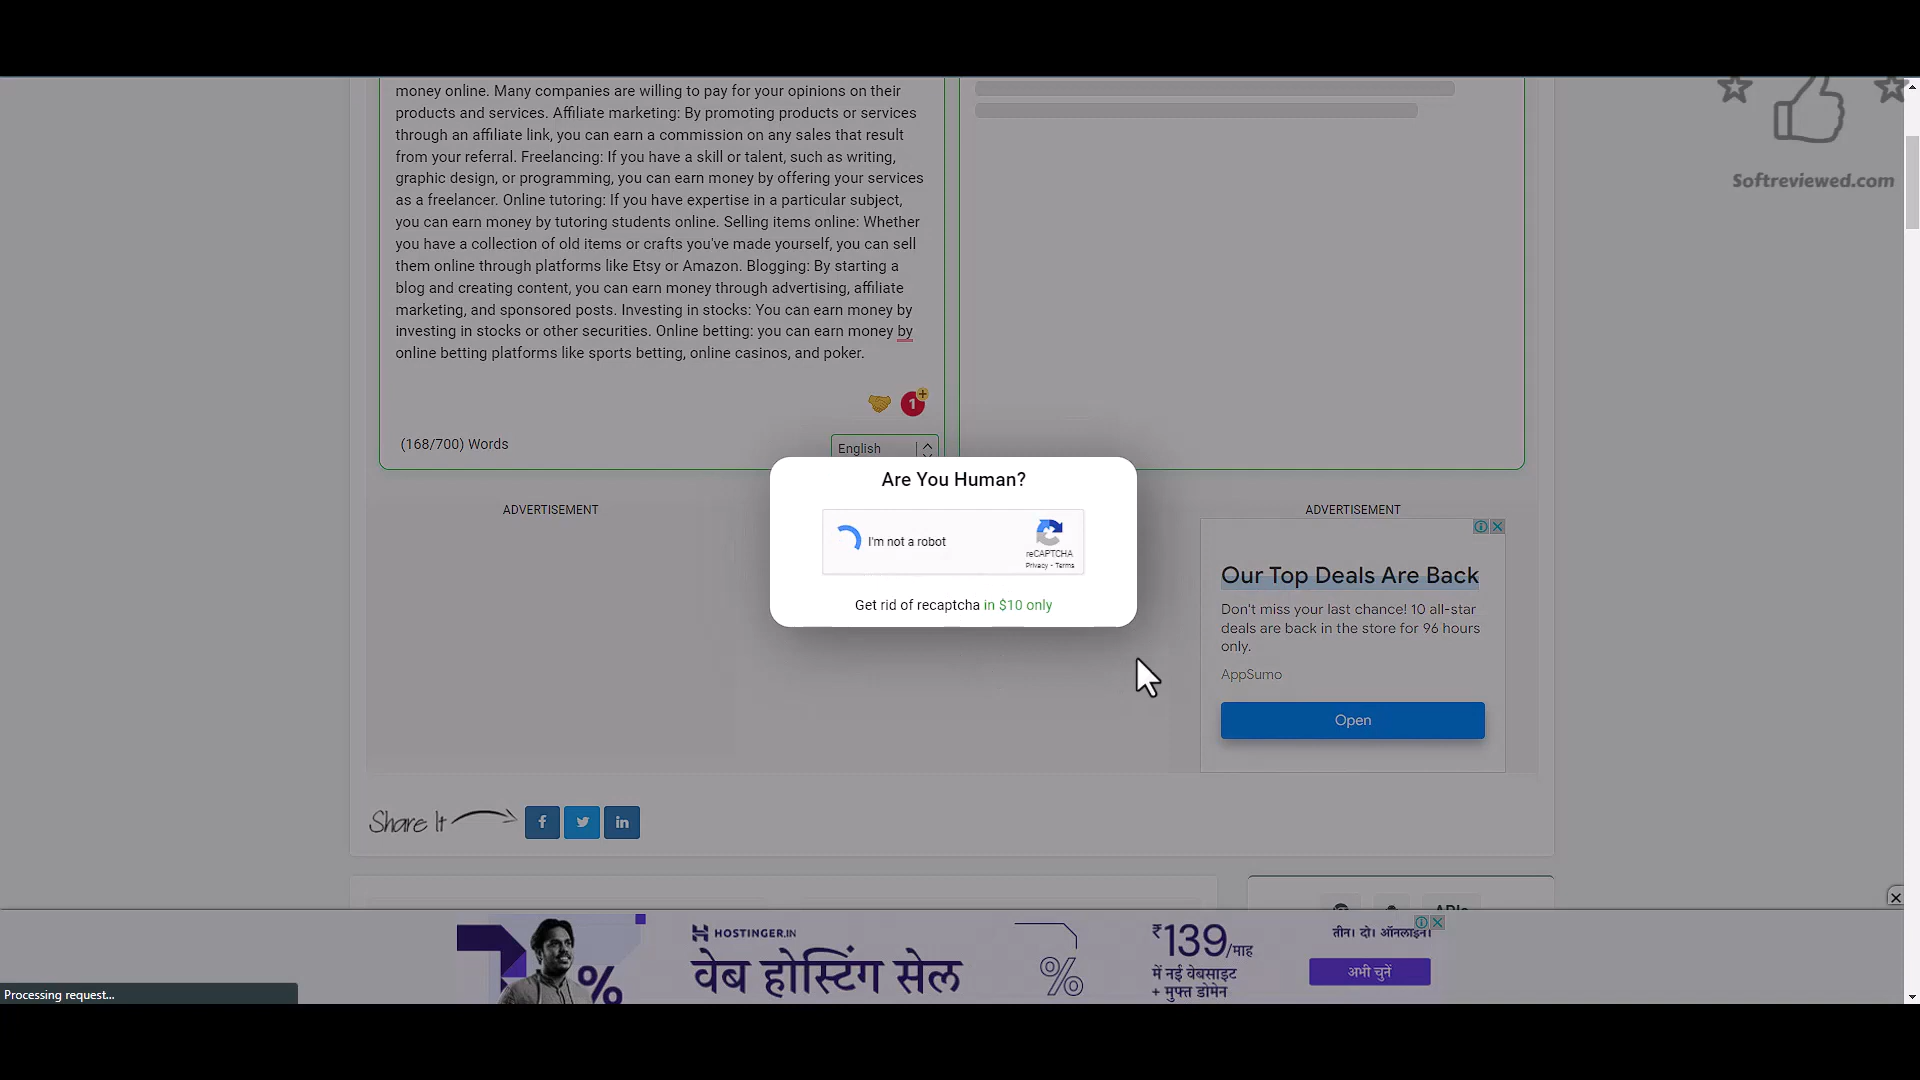 money online. Many companies are willing to pay for your opinions on their
products and services. Affiliate marketing: By promoting products or services
through an affiliate link, you can earn a commission on any sales that result
from your referral. Freelancing: If you have a skill or talent, such as writing,
graphic design, or programming, you can earn money by offering your services
as a freelancer. Online tutoring: If you have expertise in a particular subject,
you can earn money by tutoring students online. Selling items online: Whether
you have a collection of old items or crafts you've made yourself, you can sell
them online through platforms like Etsy or Amazon. Blogging: By starting a
blog and creating content, you can earn money through advertising, affiliate
marketing, and sponsored posts. Investing in stocks: You can earn money by
investing in stocks or other securities. Online betting: you can earn money by
online betting platforms like sports betting, online casinos, and poker.
1
(168/700) Words
English
Softreviewed.com
Are You Human?
I'm not a robot
reCAPTCHA
Privacy - Terms
Get rid of recaptcha in $10 only
ADVERTISEMENT
ADVERTISEMENT
Our Top Deals Are Back
Don't miss your last chance! 10 all-star
deals are back in the store for 96 hours
only.
AppSumo
Open
Share It
f
in
APIs
HOSTINGER.IN
वेब होस्टिंग सेल
%
%
₹139/माह
में नई वेबसाइट
+ मुफ्त डोमेन
तीन। दो। ऑनलाइन।
अभी चुनें
Processing request...